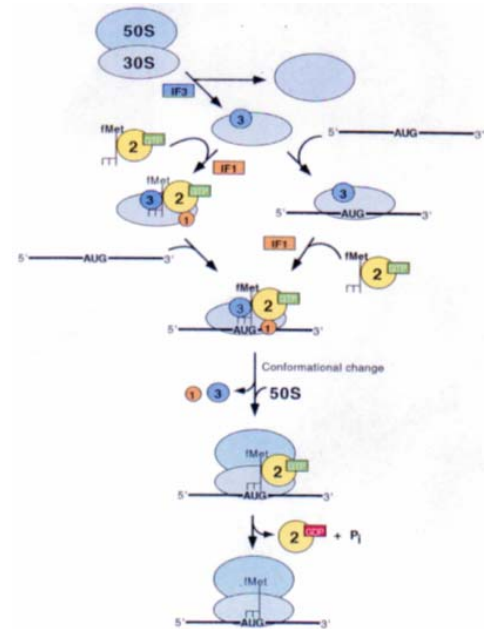 50S
30S
IF3
3
fMet
2 GTP
5' AUG 3'
IF1
fMet
3 2 GTP
1
3
5' AUG 3'
IF1
5' AUG 3'
fMet
2 GTP
fMet
3 2 GTP
5' AUG 1 3'
Conformational change
1 3 50S
fMet
2 GTP
5' AUG 3'
2 GDP + Pi
fMet
5' AUG 3'